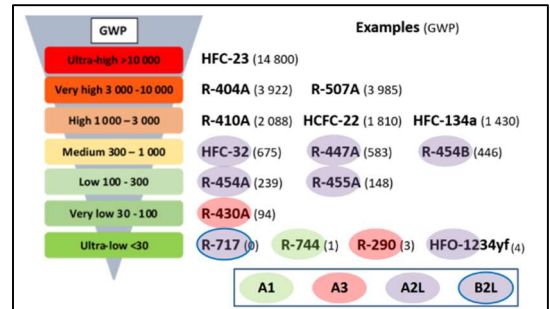 GWP Examples (GWP)
Ultra-high >10 000 HFC-23 (14 800)
Very high 3 000 -10 000 R-404A (3 922) R-507A (3 985)
High 1 000 – 3 000 R-410A (2 088) HCFC-22 (1 810) HFC-134a (1 430)
Medium 300 – 1 000 HFC-32 (675) R-447A (583) R-454B (446)
Low 100 - 300 R-454A (239) R-455A (148)
Very low 30 -100 R-430A (94)
Ultra-low <30 R-717 (0) R-744 (1) R-290 (3) HFO-1234yf (4)
A1 A3 A2L B2L